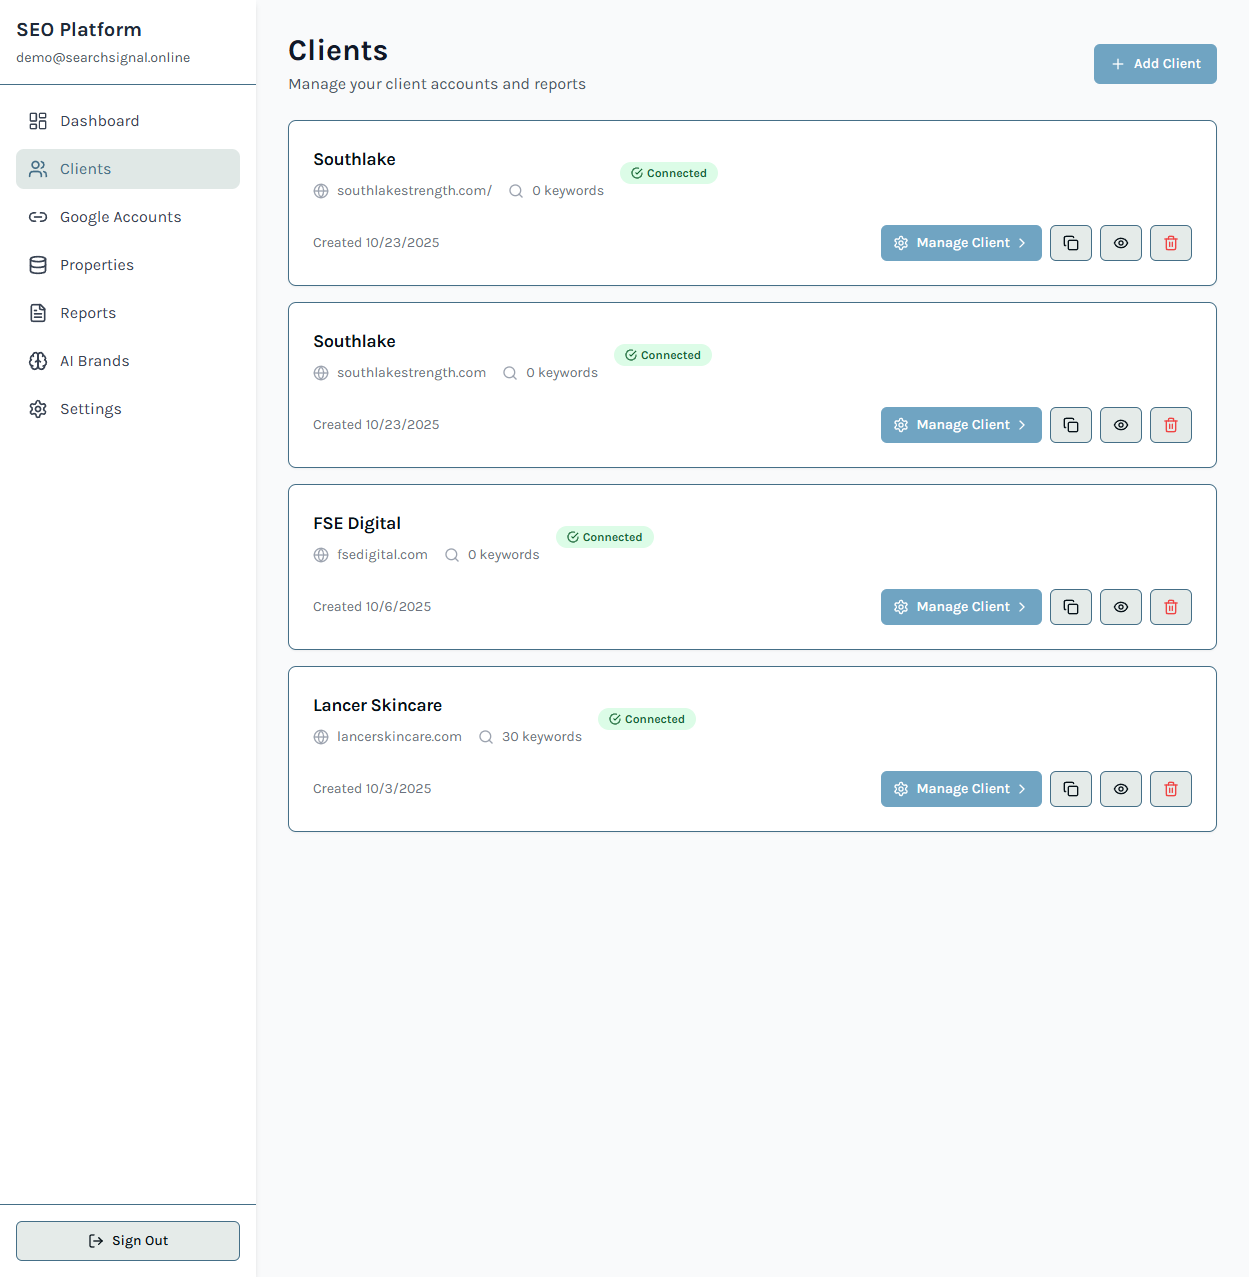 SEO Platform
demo@searchsignal.online
Dashboard
Clients
Google Accounts
Properties
Reports
AI Brands
Settings
Sign Out
Clients
Manage your client accounts and reports
Add Client
Southlake
southlakestrength.com/ 0 keywords
Connected
Created 10/23/2025
Manage Client
Southlake
southlakestrength.com 0 keywords
Connected
Created 10/23/2025
Manage Client
FSE Digital
fsedigital.com 0 keywords
Connected
Created 10/6/2025
Manage Client
Lancer Skincare
lancerskincare.com 30 keywords
Connected
Created 10/3/2025
Manage Client